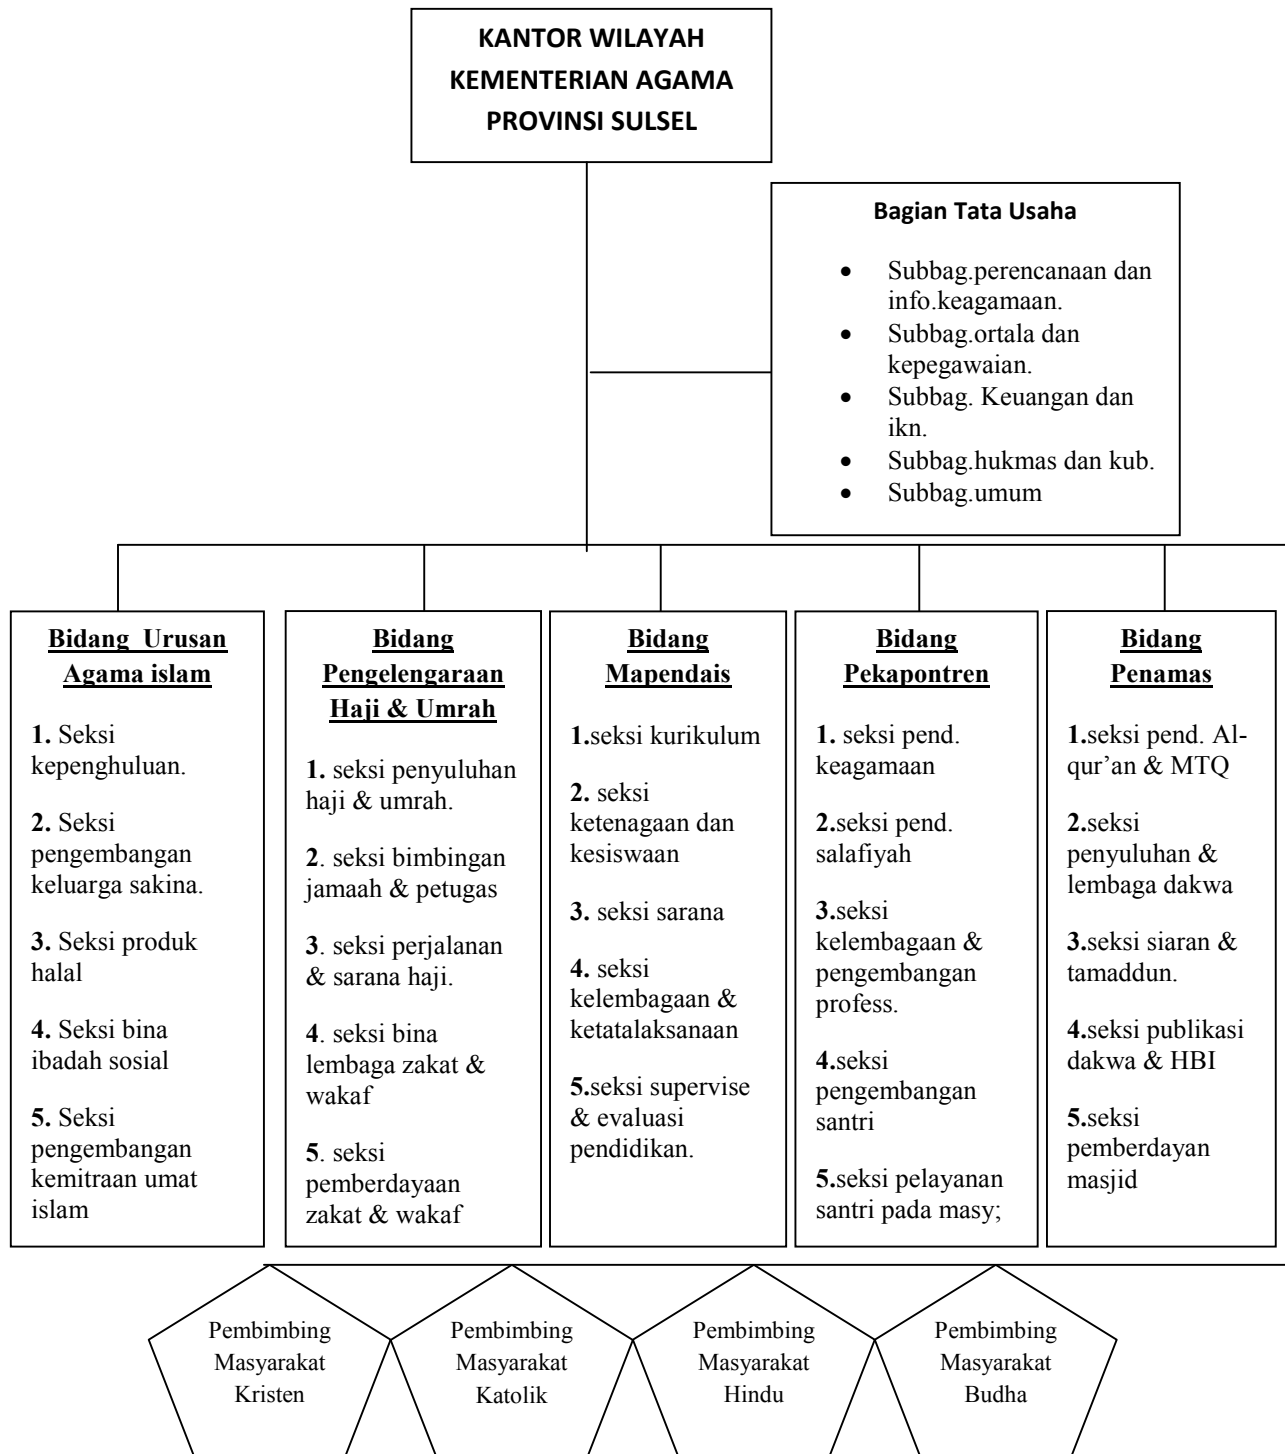 KANTOR WILAYAH
KEMENTERIAN AGAMA
PROVINSI SULSEL
Bagian Tata Usaha
• Subbag.perencanaan dan
info.keagamaan.
• Subbag.ortala dan
kepegawaian.
• Subbag. Keuangan dan
ikn.
• Subbag.hukmas dan kub.
• Subbag.umum
Bidang Urusan
Agama islam
1. Seksi
kepenghuluan.
2. Seksi
pengembangan
keluarga sakina.
3. Seksi produk
halal
4. Seksi bina
ibadah sosial
5. Seksi
pengembangan
kemitraan umat
islam
Bidang
Pengelengaraan
Haji & Umrah
1. seksi penyuluhan
haji & umrah.
2. seksi bimbingan
jamaah & petugas
3. seksi perjalanan
& sarana haji.
4. seksi bina
lembaga zakat &
wakaf
5. seksi
pemberdayaan
zakat & wakaf
Bidang
Mapendais
1.seksi kurikulum
2. seksi
ketenagaan dan
kesiswaan
3. seksi sarana
4. seksi
kelembagaan &
ketatalaksanaan
5.seksi supervise
& evaluasi
pendidikan.
Bidang
Pekapontren
1. seksi pend.
keagamaan
2.seksi pend.
salafiyah
3.seksi
kelembagaan &
pengembangan
profess.
4.seksi
pengembangan
santri
5.seksi pelayanan
santri pada masy;
Bidang
Penamas
1.seksi pend. Al-
qur’an & MTQ
2.seksi
penyuluhan &
lembaga dakwa
3.seksi siaran &
tamaddun.
4.seksi publikasi
dakwa & HBI
5.seksi
pemberdayan
masjid
Pembimbing
Masyarakat
Kristen
Pembimbing
Masyarakat
Katolik
Pembimbing
Masyarakat
Hindu
Pembimbing
Masyarakat
Budha